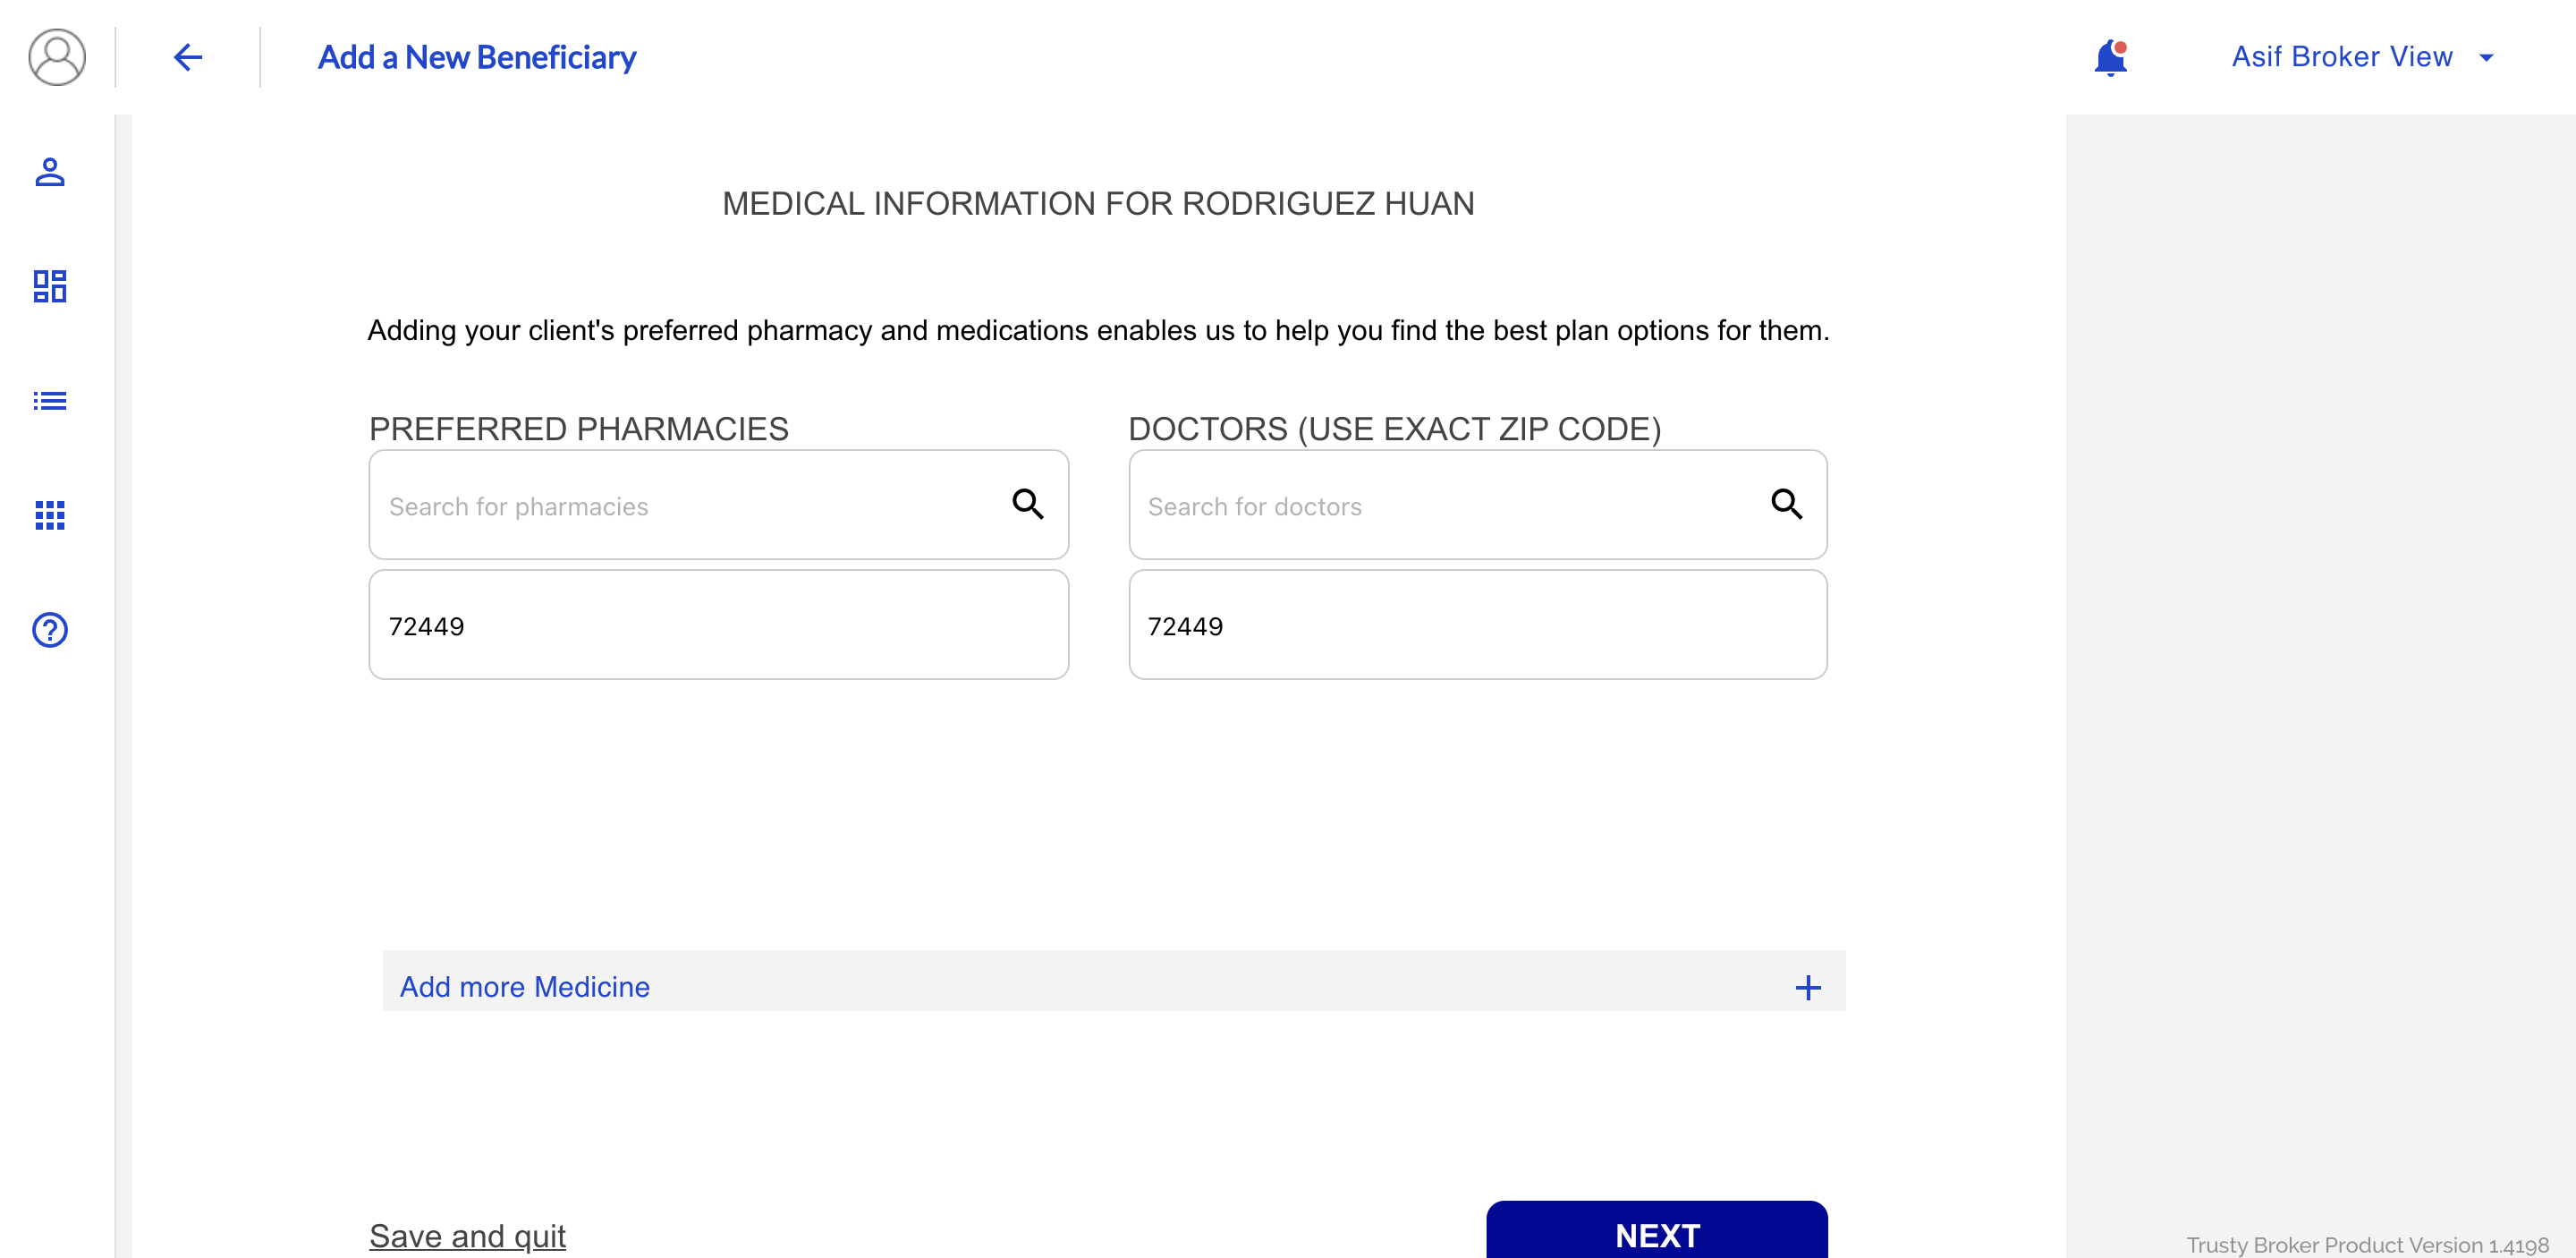 Add a New Beneficiary
Asif Broker View
MEDICAL INFORMATION FOR RODRIGUEZ HUAN
Adding your client's preferred pharmacy and medications enables us to help you find the best plan options for them.
PREFERRED PHARMACIES
Search for pharmacies
72449
DOCTORS (USE EXACT ZIP CODE)
Search for doctors
72449
Add more Medicine
Save and quit
NEXT
Trusty Broker Product Version 1.4198